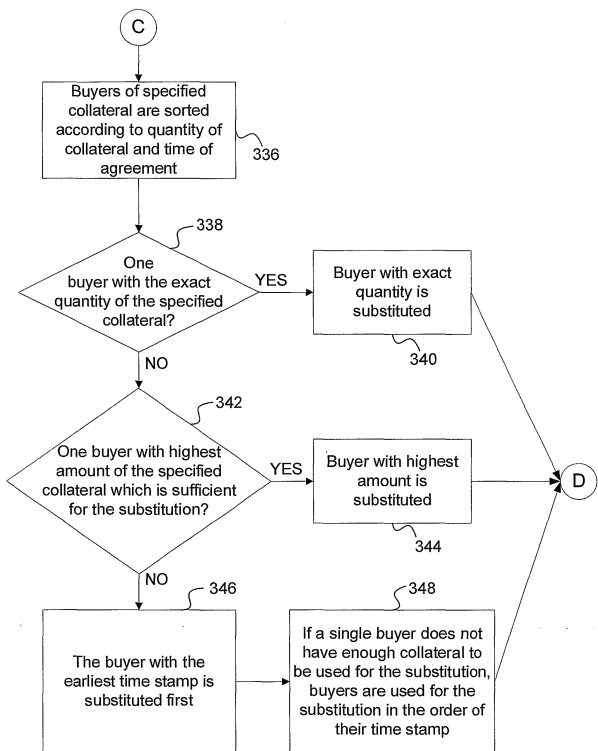 C
Buyers of specified
collateral are sorted
according to quantity of
collateral and time of
agreement
336
338
One
buyer with the exact
quantity of the specified
collateral?
YES
Buyer with exact
quantity is
substituted
340
NO
342
One buyer with highest
amount of the specified
collateral which is sufficient
for the substitution?
YES
Buyer with highest
amount is
substituted
344
D
NO
346
348
The buyer with the
earliest time stamp is
substituted first
If a single buyer does not
have enough collateral to
be used for the substitution,
buyers are used for the
substitution in the order of
their time stamp